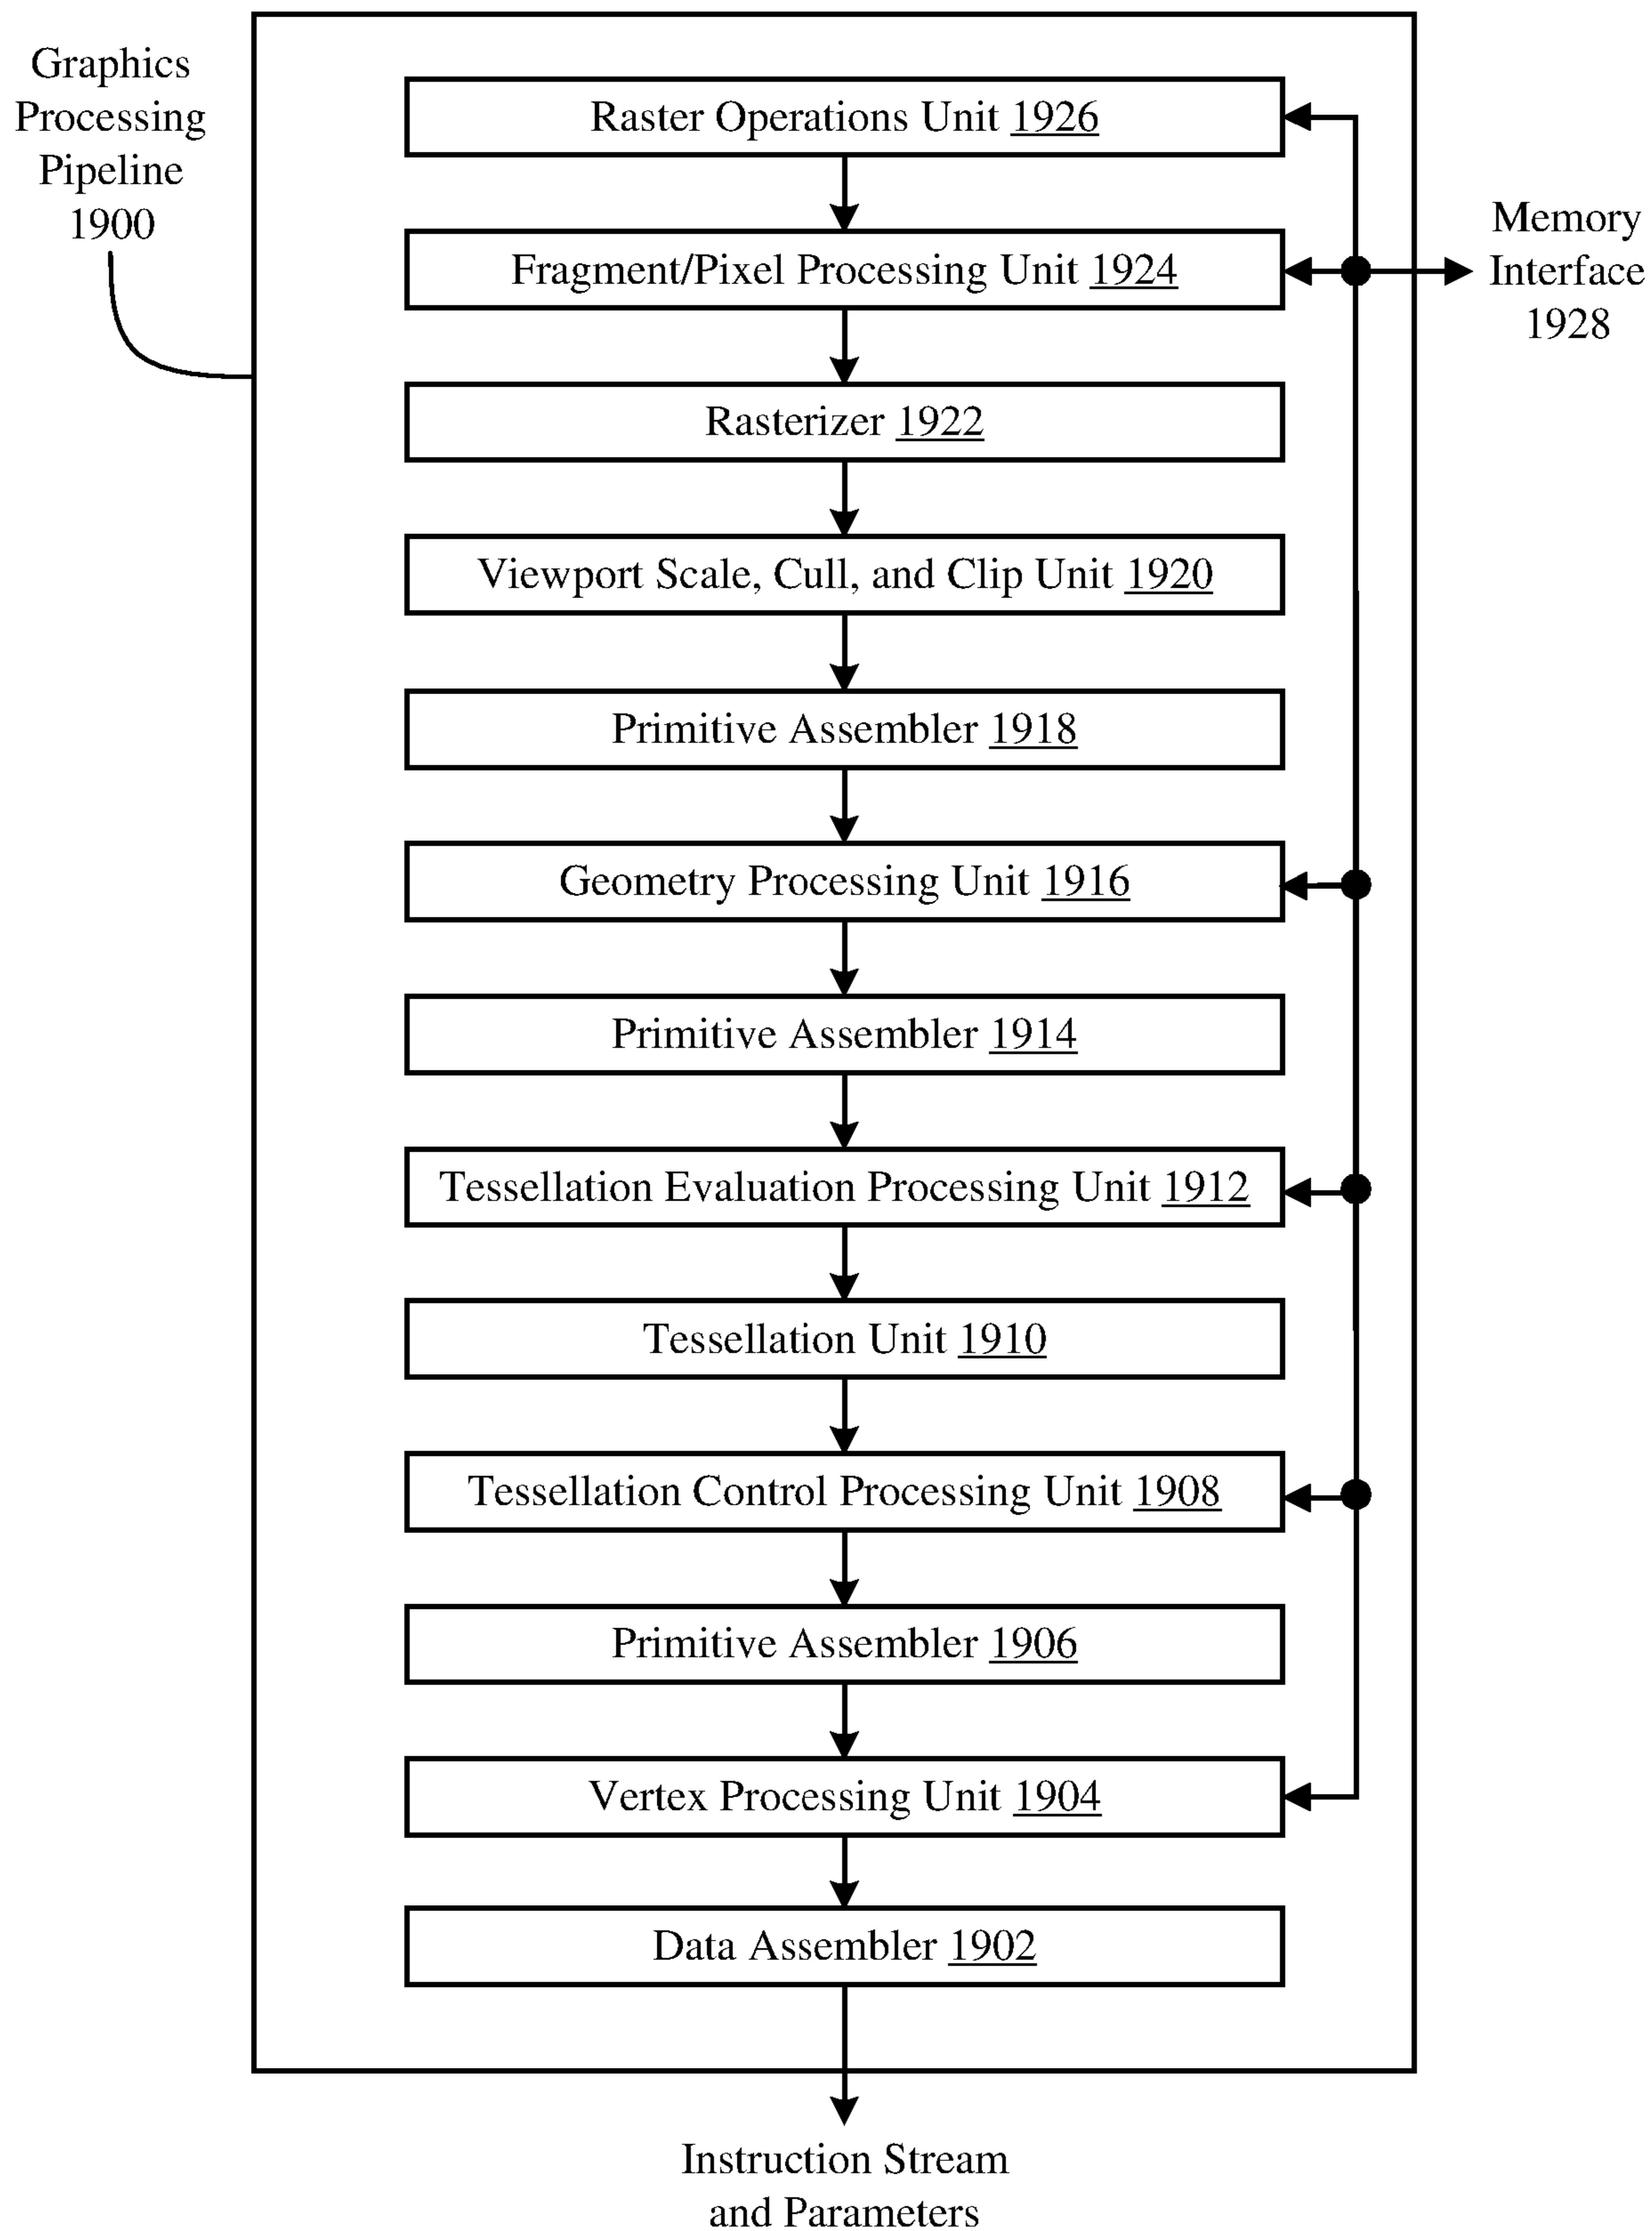 Graphics
Processing
Pipeline
1900
Raster Operations Unit 1926
Fragment/Pixel Processing Unit 1924
Memory
Interface
1928
Rasterizer 1922
Viewport Scale, Cull, and Clip Unit 1920
Primitive Assembler 1918
Geometry Processing Unit 1916
Primitive Assembler 1914
Tessellation Evaluation Processing Unit 1912
Tessellation Unit 1910
Tessellation Control Processing Unit 1908
Primitive Assembler 1906
Vertex Processing Unit 1904
Data Assembler 1902
Instruction Stream
and Parameters